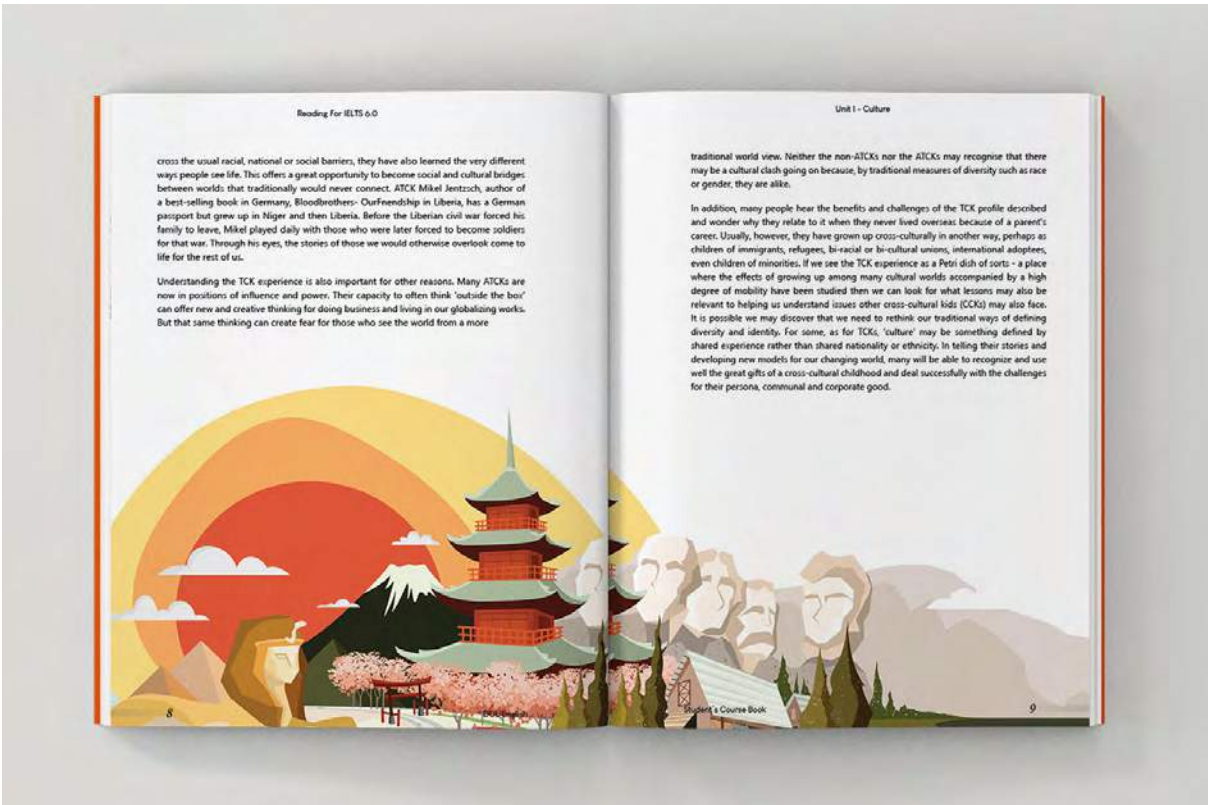 Reading For IELTS 6.0
cross the usual racial, national or social barriers, they have also learned the very different
ways people see life. This offers a great opportunity to become social and cultural bridges
between worlds that traditionally would never connect. ATCK Mikel Jentzsch, author of
a best-selling book in Germany, Bloodbrothers- OurFnendship in Liberia, has a German
passport but grew up in Niger and then Liberia. Before the Liberian civil war forced his
family to leave, Mikel played daily with those who were later forced to become soldiers
for that war. Through his eyes, the stories of those we would otherwise overlook come to
life for the rest of us.
Understanding the TCK experience is also important for other reasons. Many ATCKs are
now in positions of influence and power. Their capacity to often think 'outside the box'
can offer new and creative thinking for doing business and living in our globalizing works.
But that same thinking can create fear for those who see the world from a more
8
Unit I - Culture
traditional world view. Neither the non-ATCKs nor the ATCKs may recognise that there
may be a cultural clash going on because, by traditional measures of diversity such as race
or gender, they are alike.
In addition, many people hear the benefits and challenges of the TCK profile described
and wonder why they relate to it when they never lived overseas because of a parent's
career. Usually, however, they have grown up cross-culturally in another way, perhaps as
children of immigrants, refugees, bi-racial or bi-cultural unions, international adoptees,
even children of minorities. If we see the TCK experience as a Petri dish of sorts - a place
where the effects of growing up among many cultural worlds accompanied by a high
degree of mobility have been studied then we can look for what lessons may also be
relevant to helping us understand issues other cross-cultural kids (CCKs) may also face.
It is possible we may discover that we need to rethink our traditional ways of defining
diversity and identity. For some, as for TCKs, 'culture' may be something defined by
shared experience rather than shared nationality or ethnicity. In telling their stories and
developing new models for our changing world, many will be able to recognize and use
well the great gifts of a cross-cultural childhood and deal successfully with the challenges
for their persona, communal and corporate good.
Student's Course Book
9